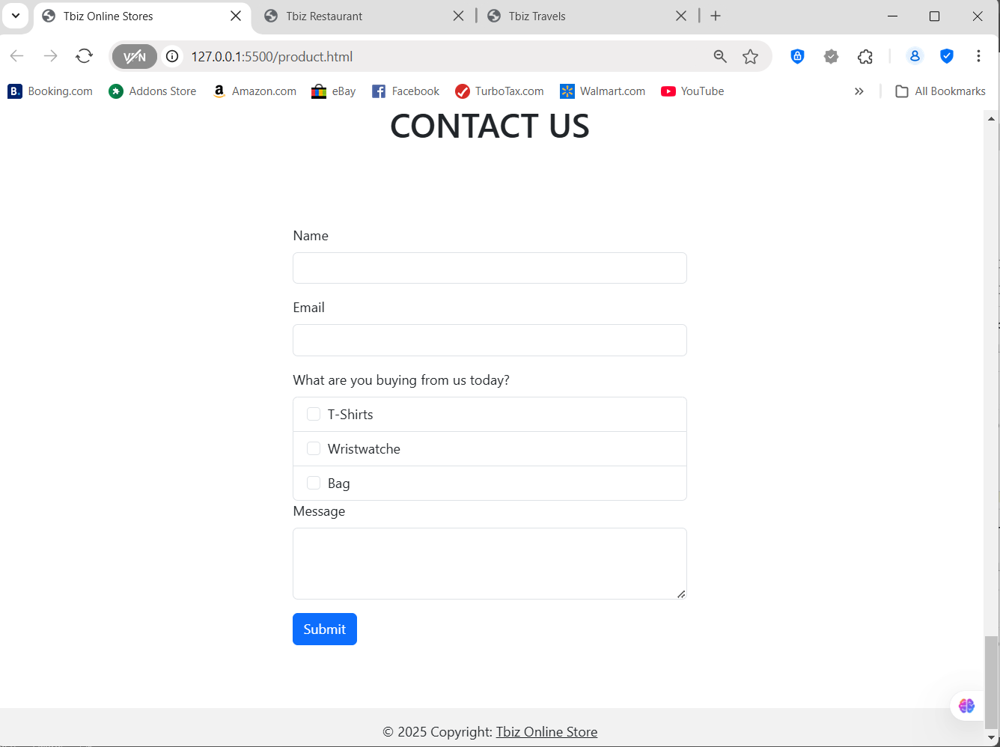 Tbiz Online Stores
Tbiz Restaurant
Tbiz Travels
VPN
127.0.0.1:5500/product.html
B. Booking.com
Addons Store
a Amazon.com
eBay
f Facebook
TurboTax.com
Walmart.com
YouTube
All Bookmarks
CONTACT US
Name
Email
What are you buying from us today?
T-Shirts
Wristwatche
Bag
Message
Submit
© 2025 Copyright: Tbiz Online Store